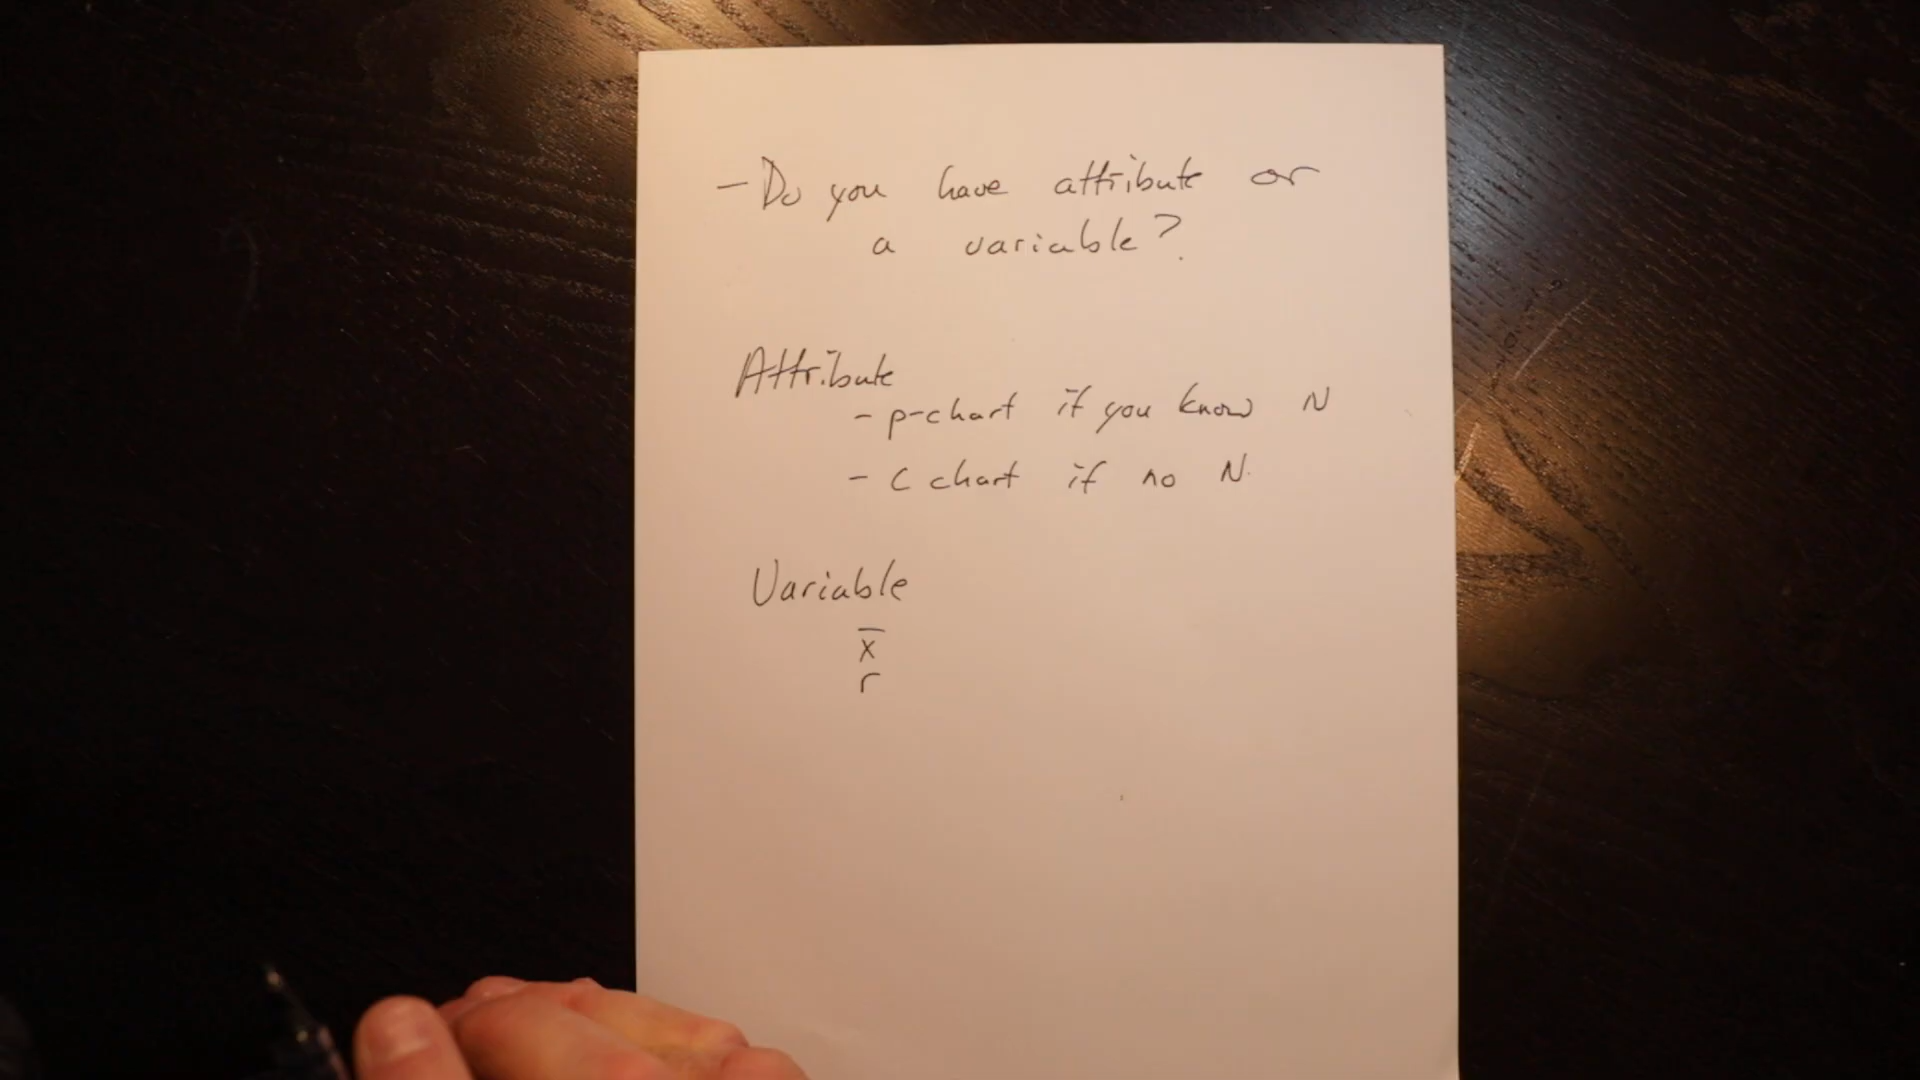 - Do you have attribute or
a variable?
Attribute
- p-chart if you know N
- C chart if no N.
Variable
x̅
r